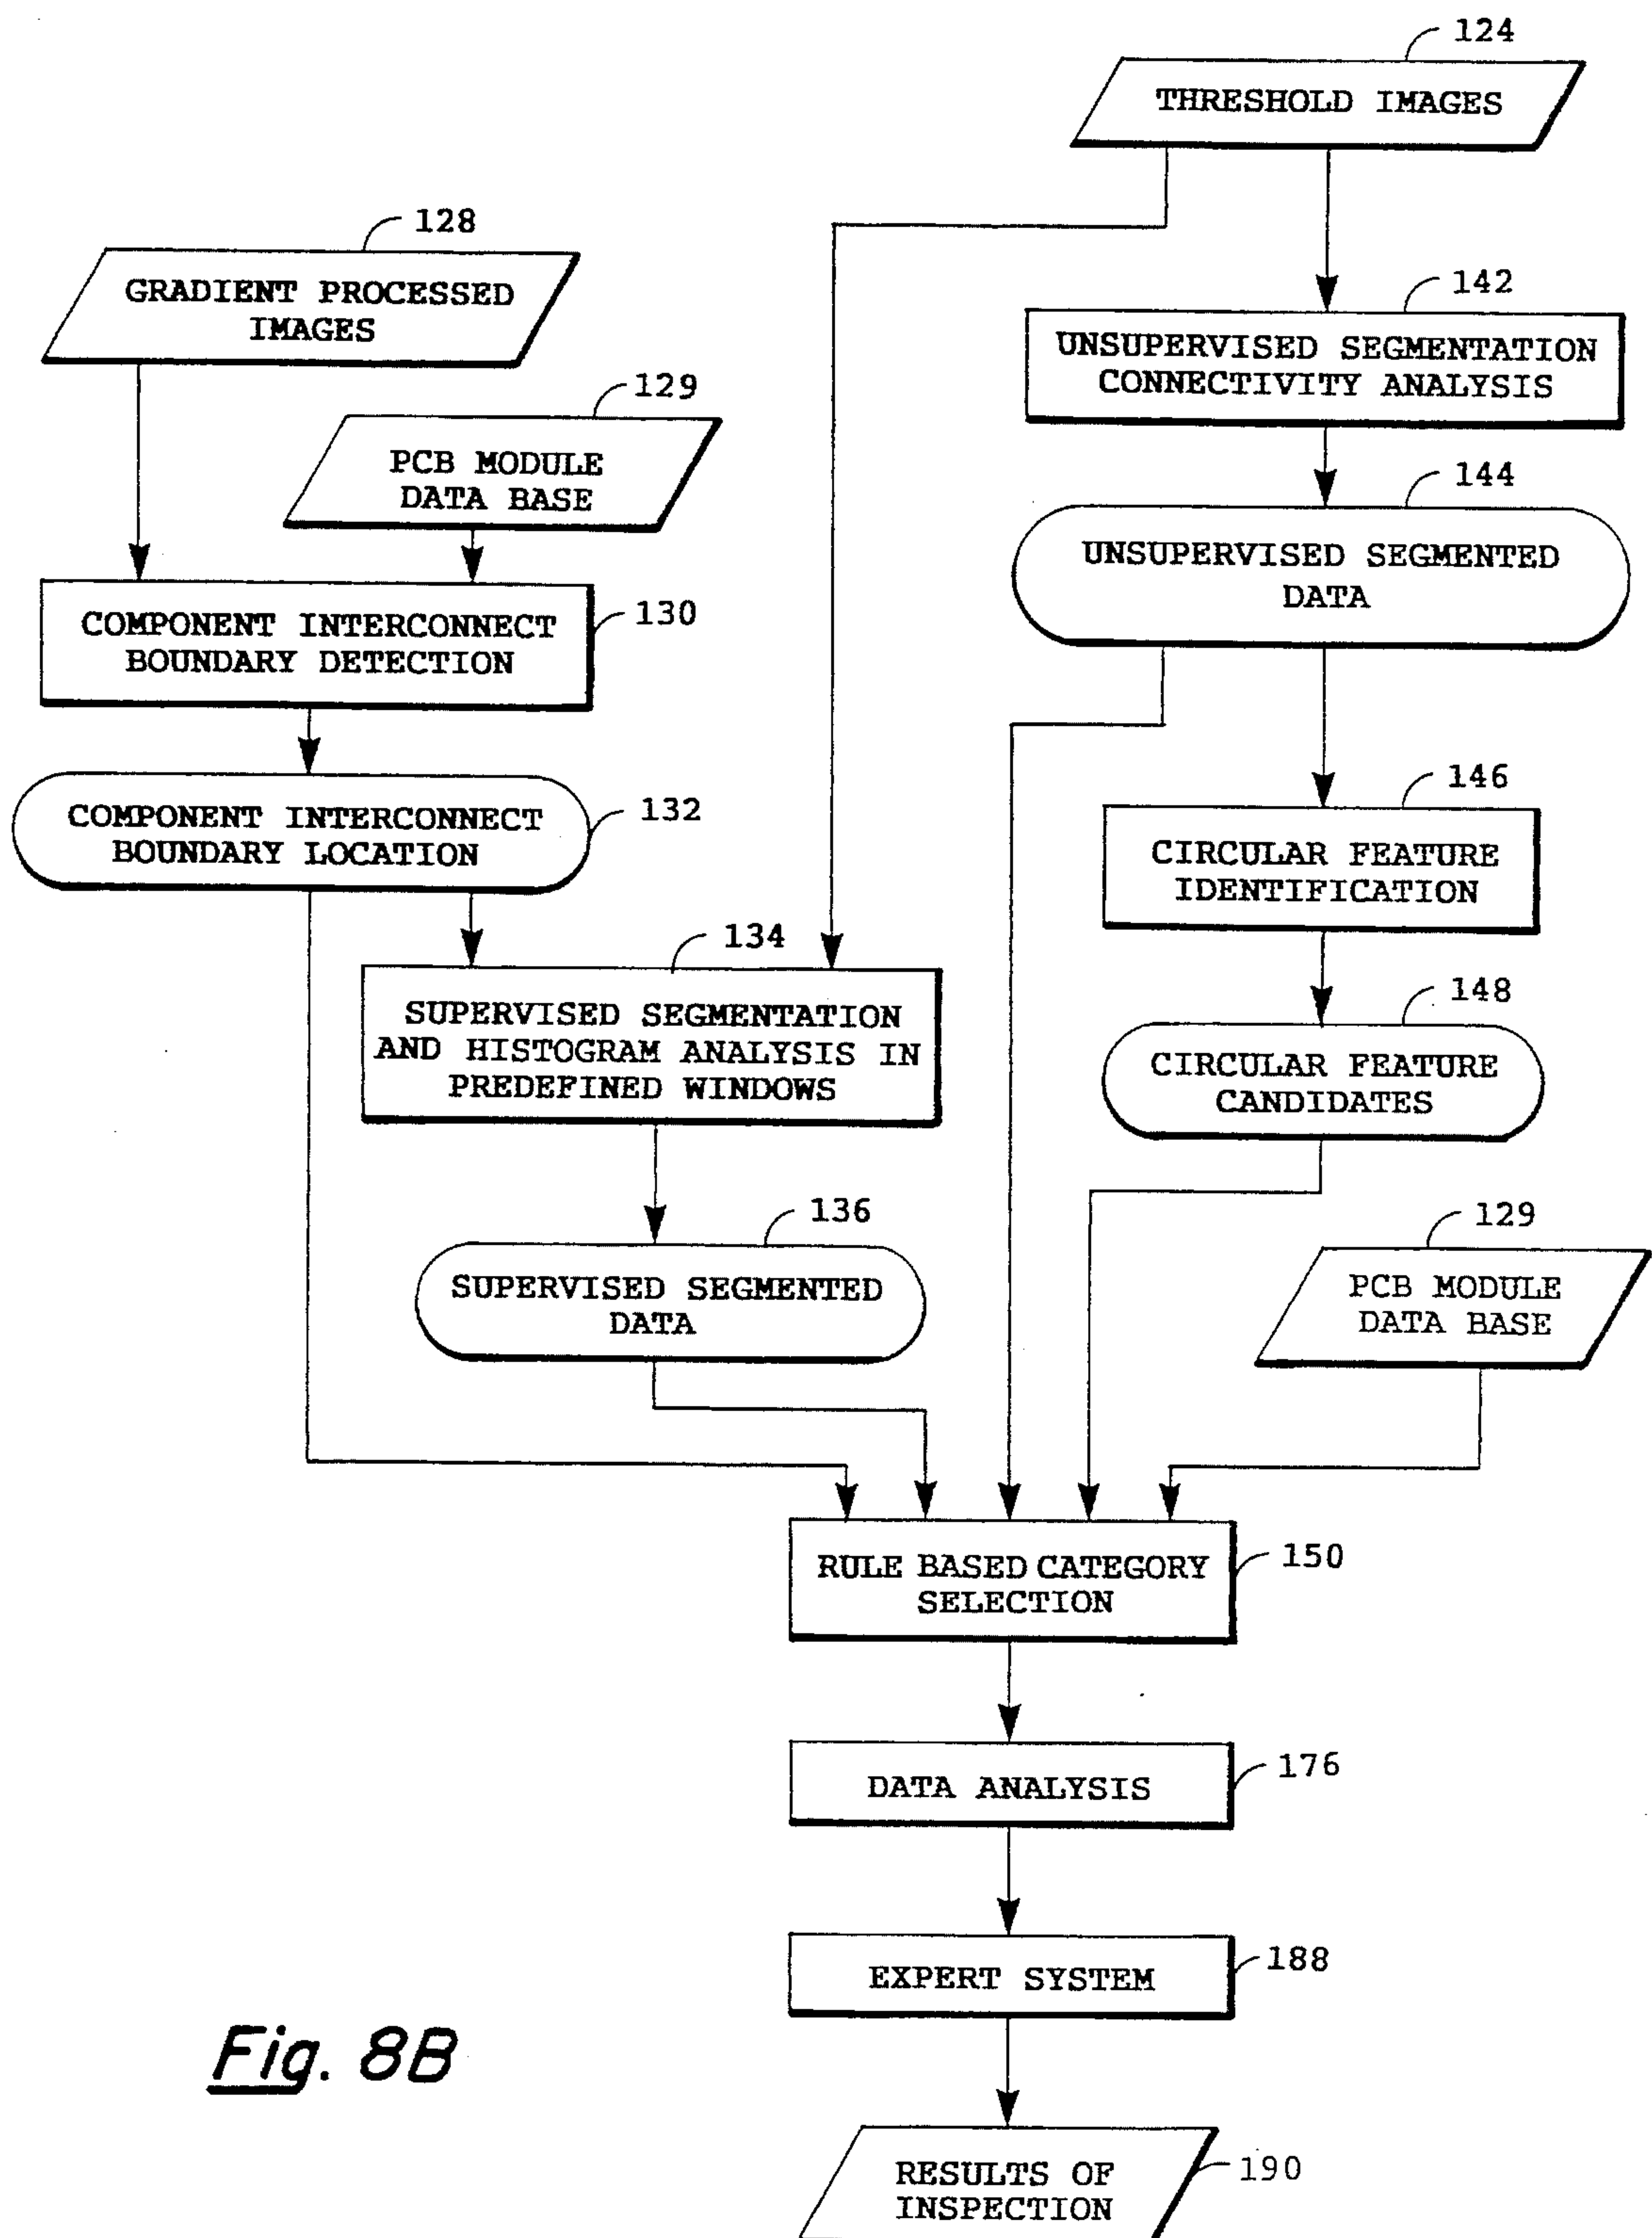 124
THRESHOLD IMAGES
128
GRADIENT PROCESSED
IMAGES
142
UNSUPERVISED SEGMENTATION
CONNECTIVITY ANALYSIS
129
PCB MODULE
DATA BASE
144
UNSUPERVISED SEGMENTED
DATA
130
COMPONENT INTERCONNECT
BOUNDARY DETECTION
146
CIRCULAR FEATURE
IDENTIFICATION
132
COMPONENT INTERCONNECT
BOUNDARY LOCATION
134
SUPERVISED SEGMENTATION
AND HISTOGRAM ANALYSIS IN
PREDEFINED WINDOWS
148
CIRCULAR FEATURE
CANDIDATES
136
SUPERVISED SEGMENTED
DATA
129
PCB MODULE
DATA BASE
150
RULE BASED CATEGORY
SELECTION
176
DATA ANALYSIS
188
EXPERT SYSTEM
Fig. 8B
190
RESULTS OF
INSPECTION